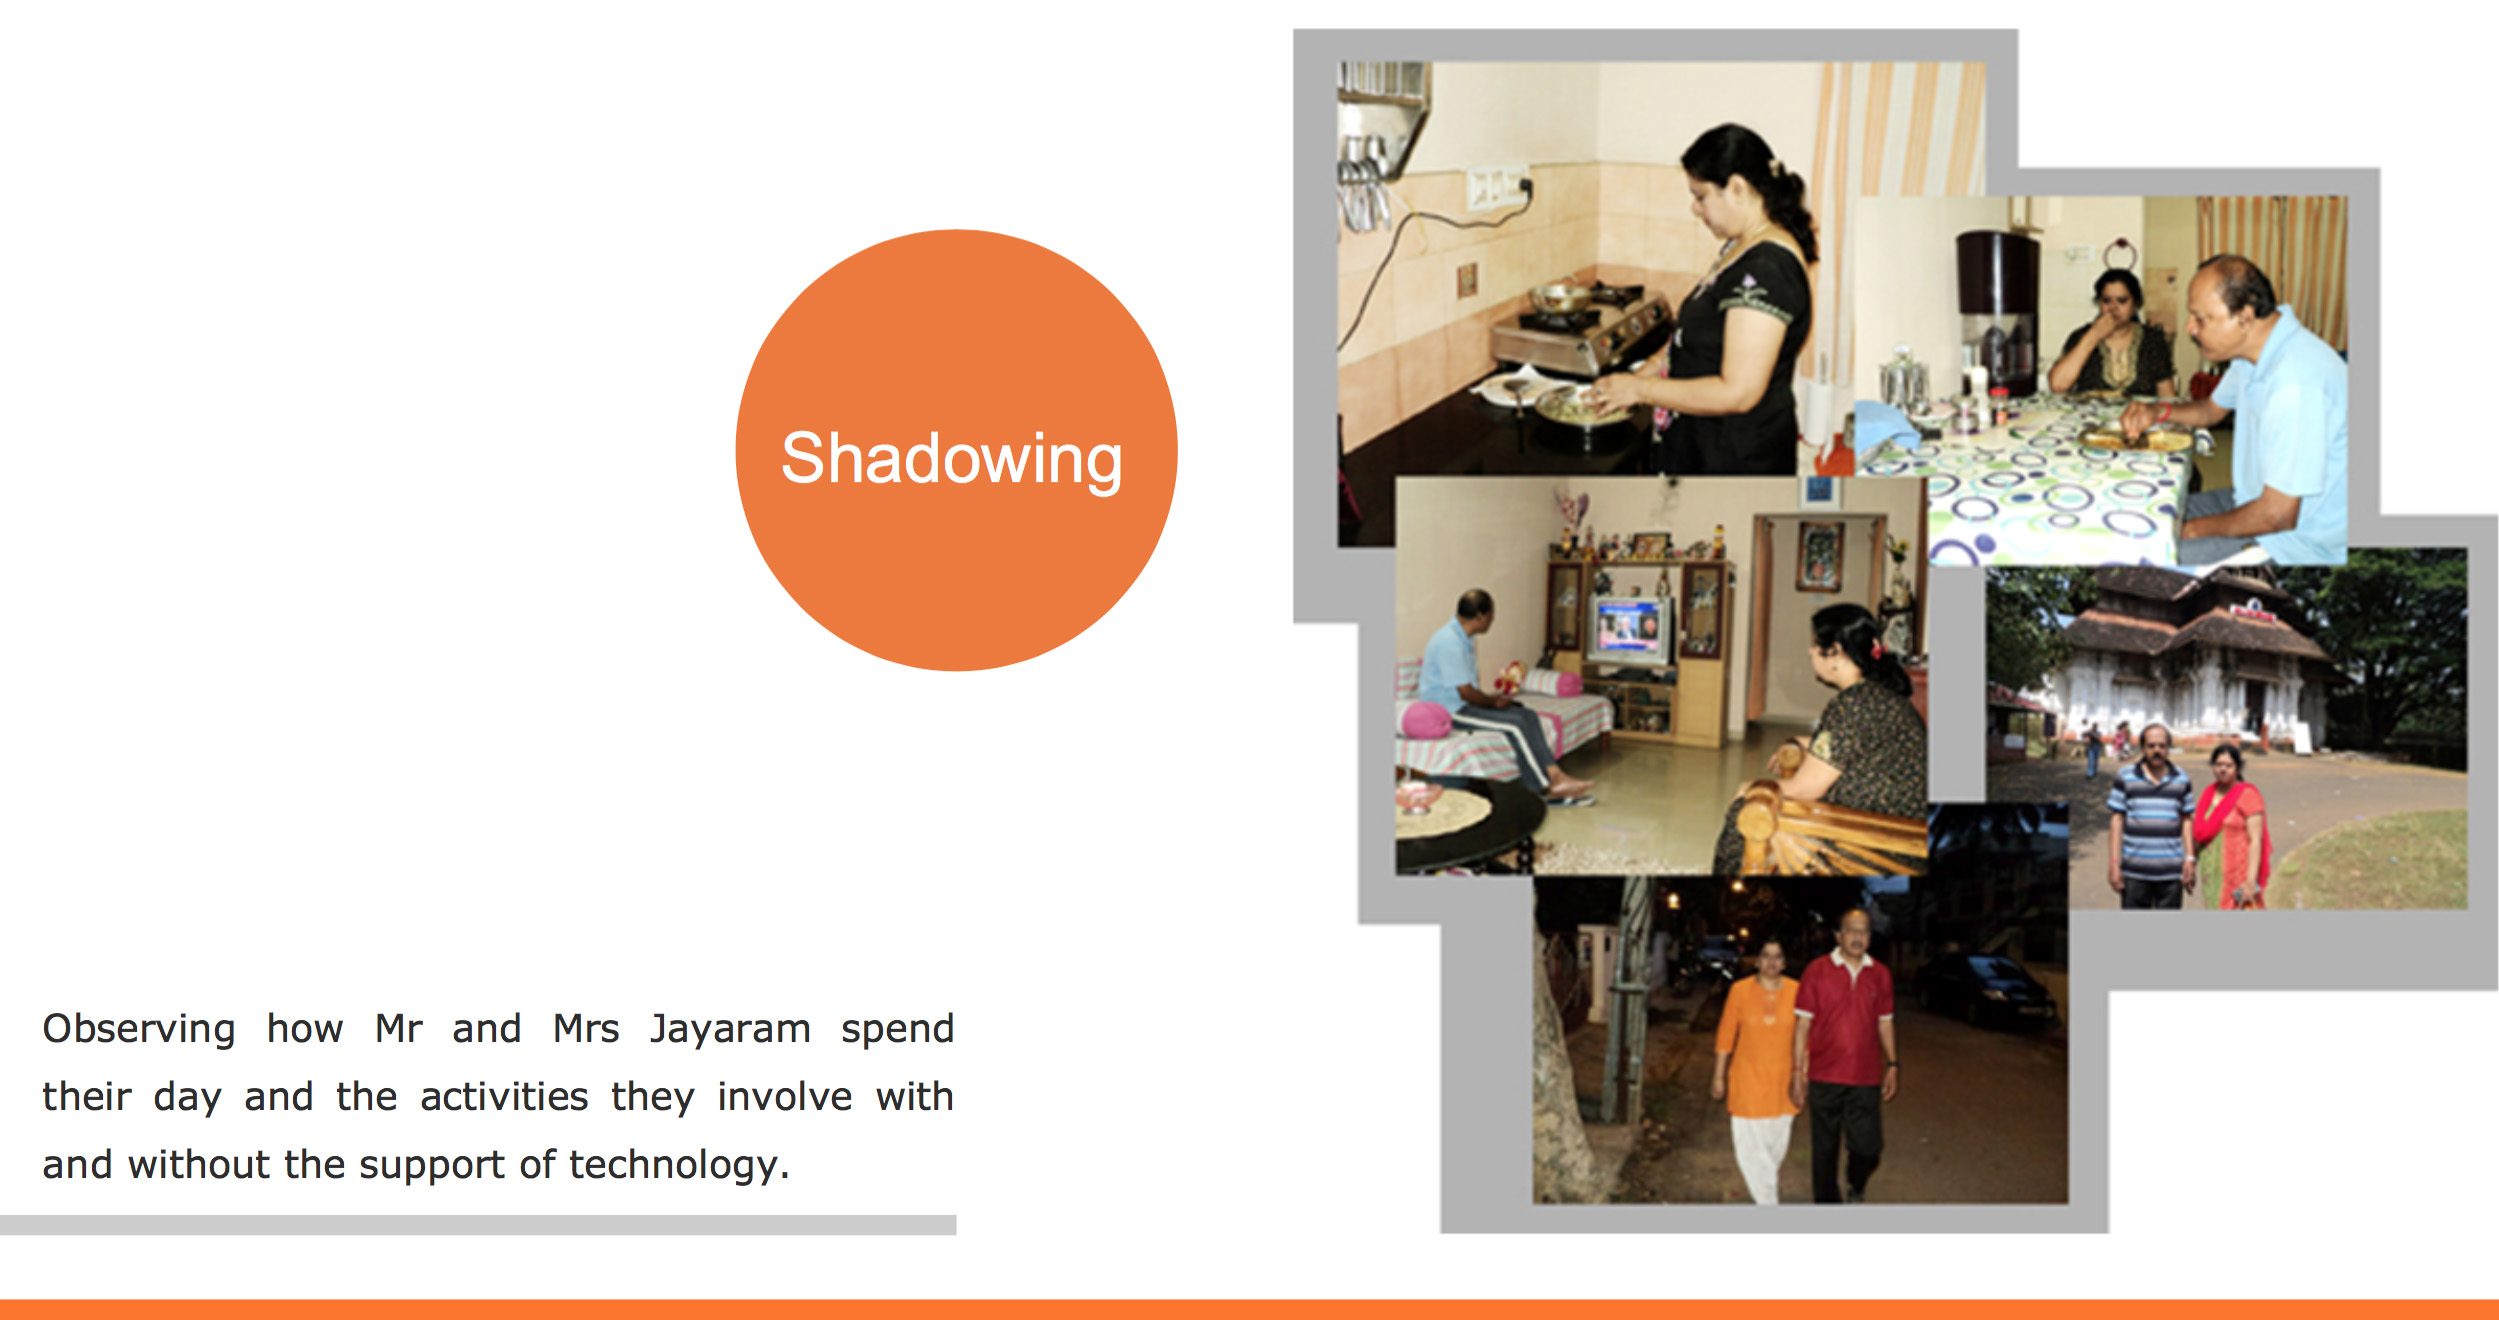 Shadowing
Observing how Mr and Mrs Jayaram spend
their day and the activities they involve with
and without the support of technology.